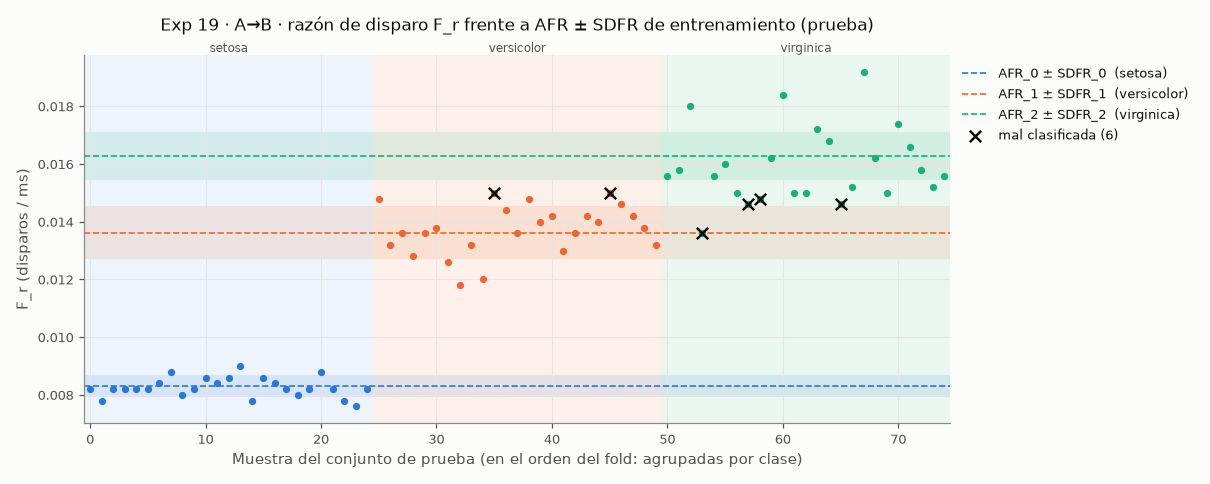 Exp 19 · A→B · razón de disparo F_r frente a AFR ± SDFR de entrenamiento (prueba)
setosa versicolor virginica
AFR_0 ± SDFR_0 (setosa)
AFR_1 ± SDFR_1 (versicolor)
AFR_2 ± SDFR_2 (virginica)
mal clasificada (6)
F_r (disparos / ms)
0.018
0.016
0.014
0.012
0.010
0.008
0 10 20 30 40 50 60 70
Muestra del conjunto de prueba (en el orden del fold: agrupadas por clase)